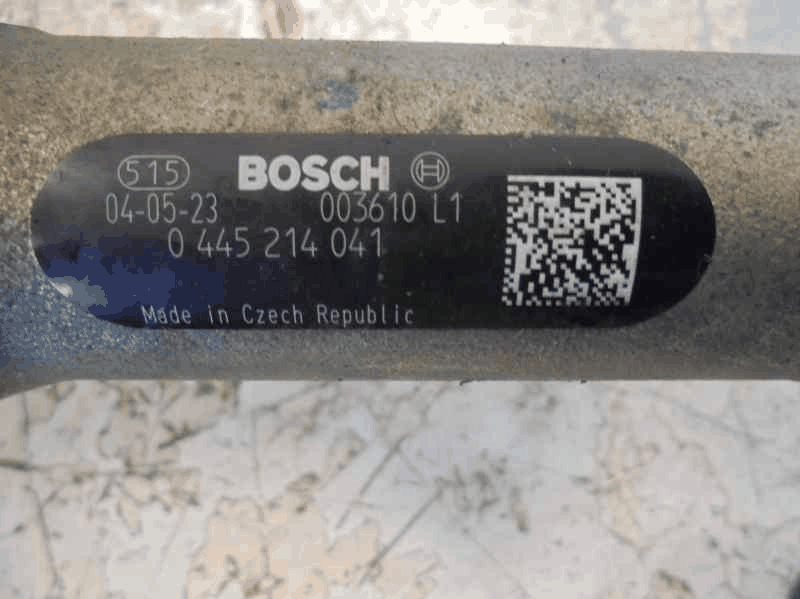 515 BOSCH
04-05-23 003610 L1
0 445 214 041
Made in Czech Republic